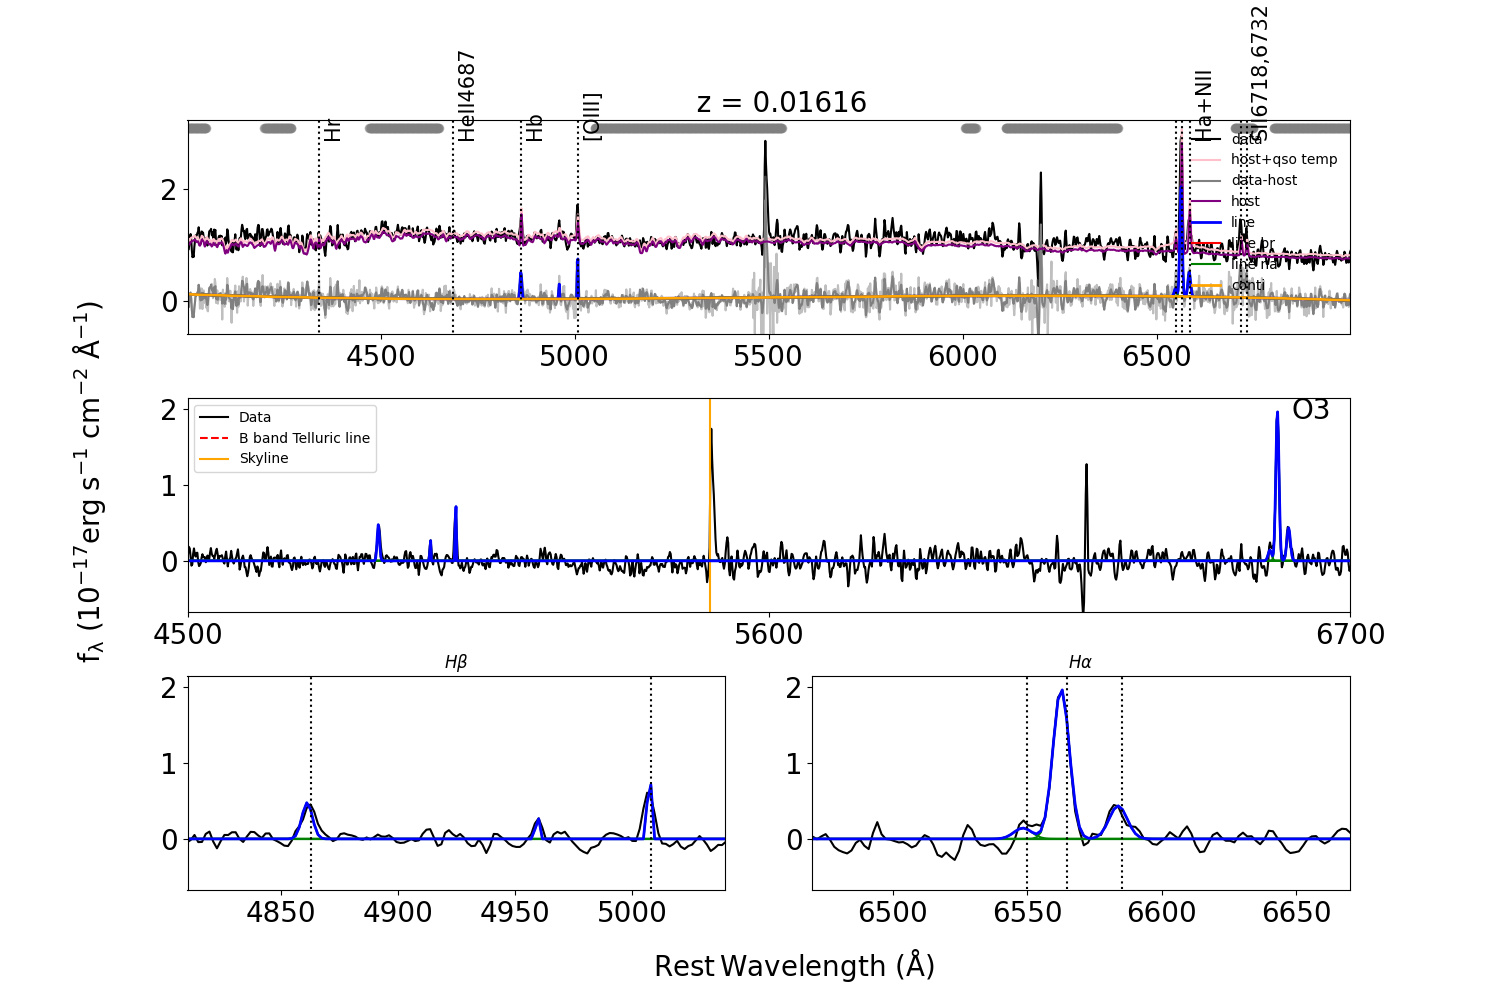 z = 0.01616
Hr
HeII4687
Hb
[OIII]
Ha+NII
SII6718,6732
data
host+qso temp
data-host
host
line
line br
line na
conti
2
0
4500 5000 5500 6000 6500
Data
B band Telluric line
Skyline
O3
2
1
0
4500 5600 6700
fλ (10−17erg s−1 cm−2 Å−1)
Hβ
2
1
0
4850 4900 4950 5000
Hα
2
1
0
6500 6550 6600 6650
Rest Wavelength (Å)